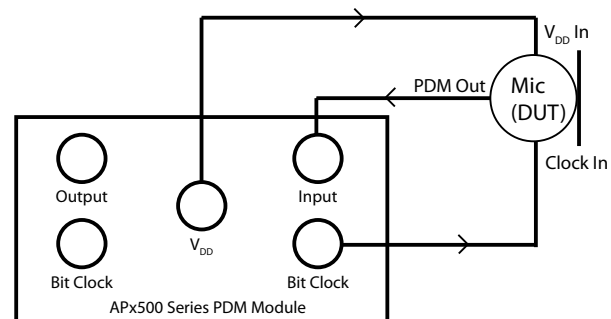 V_DD In
PDM Out
Mic
(DUT)
Clock In
Output
Input
V_DD
Bit Clock
Bit Clock
APx500 Series PDM Module